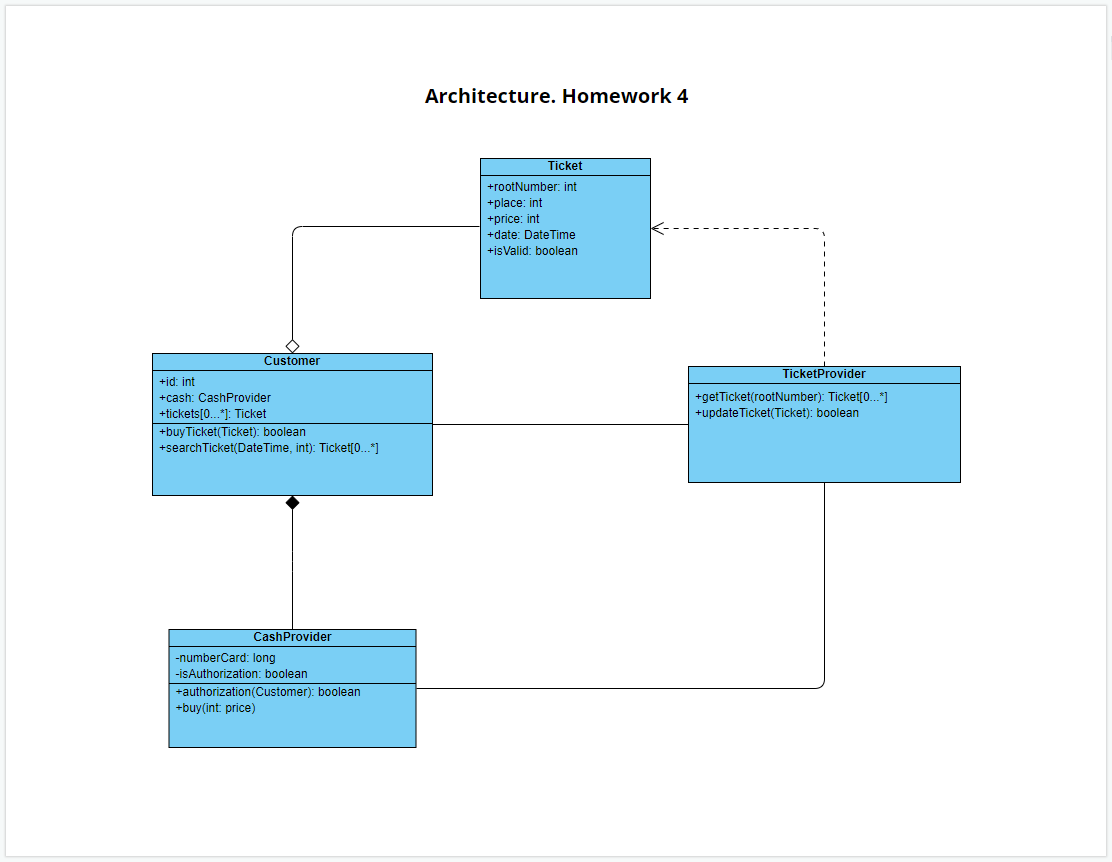 Architecture. Homework 4
Ticket
+rootNumber: int
+place: int
+price: int
+date: DateTime
+isValid: boolean
Customer
+id: int
+cash: CashProvider
+tickets[0...*]: Ticket
+buyTicket(Ticket): boolean
+searchTicket(DateTime, int): Ticket[0...*]
TicketProvider
+getTicket(rootNumber): Ticket[0...*]
+updateTicket(Ticket): boolean
CashProvider
-numberCard: long
-isAuthorization: boolean
+authorization(Customer): boolean
+buy(int: price)